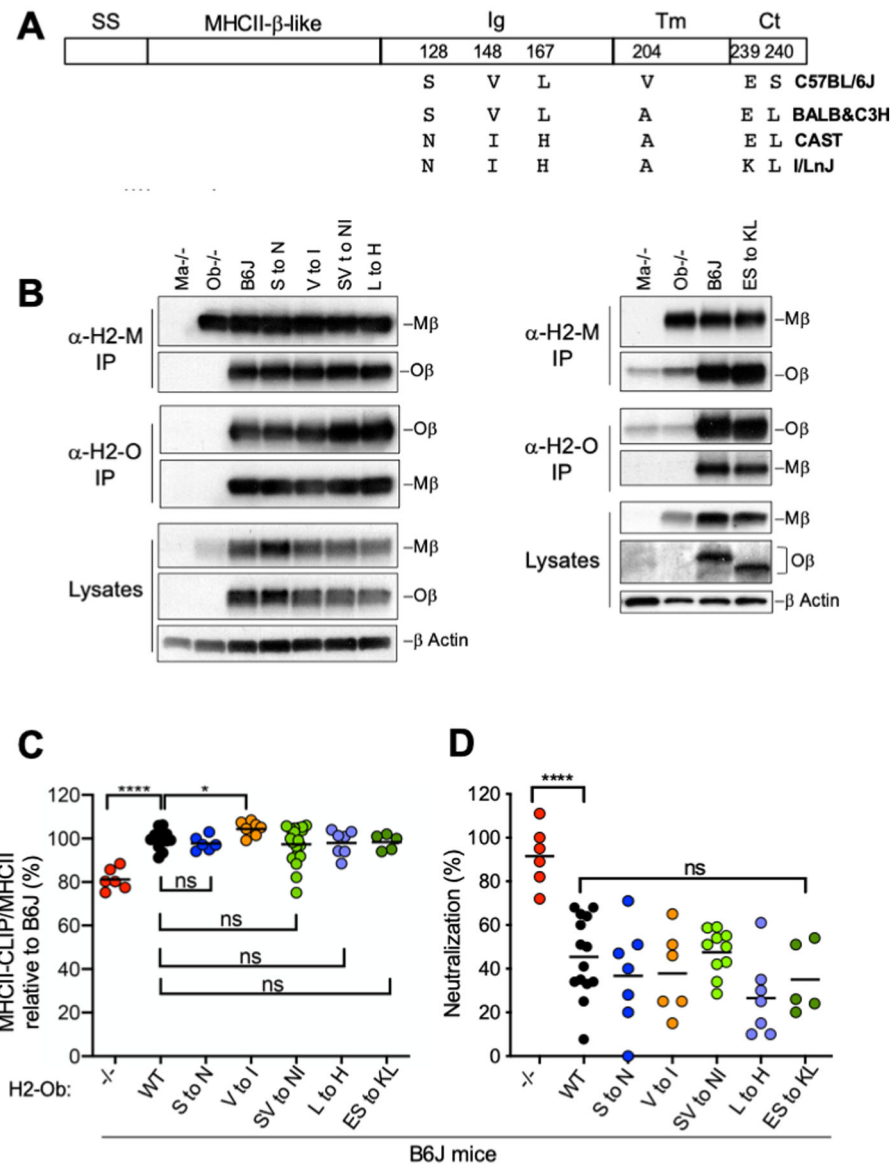 A
SS MHCII-β-like Ig Tm Ct
128 148 167 204 239 240
S V L V E S C57BL/6J
S V L A E L BALB&C3H
N I H A E L CAST
N I H A K L I/LnJ
B
Ma-/- Ob-/- B6J S to N V to I SV t o NI L to H
α-H2-M IP
–Mβ
–Oβ
α-H2-O IP
–Oβ
–Mβ
Lysates
–Mβ
–Oβ
–β Actin
Ma-/- Ob-/- B6J ES to KL
α-H2-M IP
–Mβ
–Oβ
α-H2-O IP
–Oβ
–Mβ
Lysates
–Mβ
Oβ
–β Actin
C
MHCII-CLIP/MHCII
relative to B6J (%)
120
100
80
60
40
20
0
**** *
ns
ns
ns
ns
H2-Ob: -/- WT S to N V to I SV to NI L to H ES to KL
D
Neutralization (%)
120
100
80
60
40
20
0
****
ns
-/- WT S to N V to I SV to NI L to H ES to KL
B6J mice